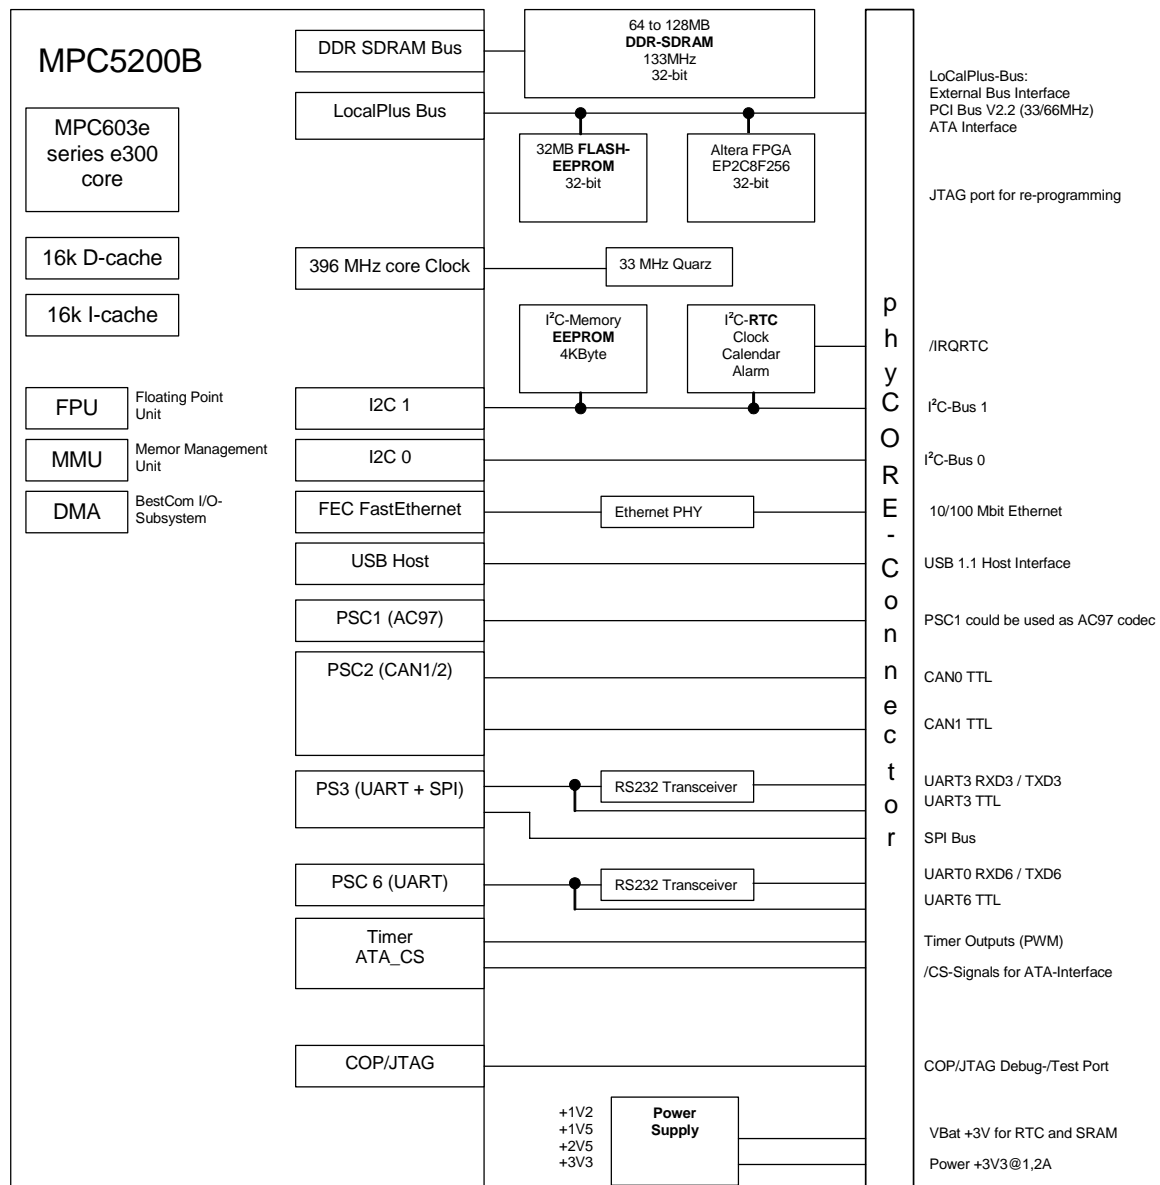 MPC5200B
MPC603e
series e300
core
16k D-cache
16k I-cache
FPU
Floating Point
Unit
MMU
Memor Management
Unit
DMA
BestCom I/O-
Subsystem
DDR SDRAM Bus
LocalPlus Bus
396 MHz core Clock
I2C 1
I2C 0
FEC FastEthernet
USB Host
PSC1 (AC97)
PSC2 (CAN1/2)
PS3 (UART + SPI)
PSC 6 (UART)
Timer
ATA_CS
COP/JTAG
64 to 128MB
DDR-SDRAM
133MHz
32-bit
32MB FLASH-
EEPROM
32-bit
Altera FPGA
EP2C8F256
32-bit
33 MHz Quarz
I²C-Memory
EEPROM
4KByte
I²C-RTC
Clock
Calendar
Alarm
Ethernet PHY
RS232 Transceiver
RS232 Transceiver
+1V2
+1V5
+2V5
+3V3
Power
Supply
phyCORE-Connector
LoCalPlus-Bus:
External Bus Interface
PCI Bus V2.2 (33/66MHz)
ATA Interface
JTAG port for re-programming
/IRQRTC
I²C-Bus 1
I²C-Bus 0
10/100 Mbit Ethernet
USB 1.1 Host Interface
PSC1 could be used as AC97 codec
CAN0 TTL
CAN1 TTL
UART3 RXD3 / TXD3
UART3 TTL
SPI Bus
UART0 RXD6 / TXD6
UART6 TTL
Timer Outputs (PWM)
/CS-Signals for ATA-Interface
COP/JTAG Debug-/Test Port
VBat +3V for RTC and SRAM
Power +3V3@1,2A